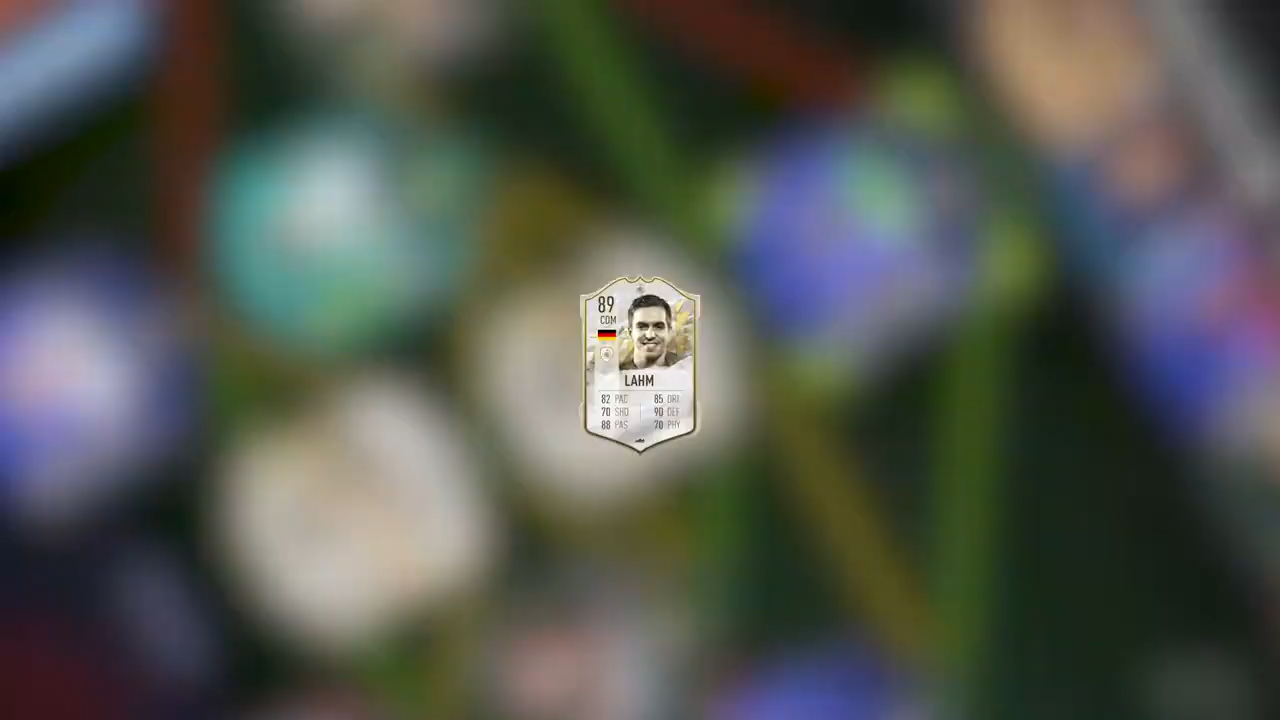 89
CDM
LAHM
82 PAC 85 DRI
70 SHO 90 DEF
88 PAS 70 PHY